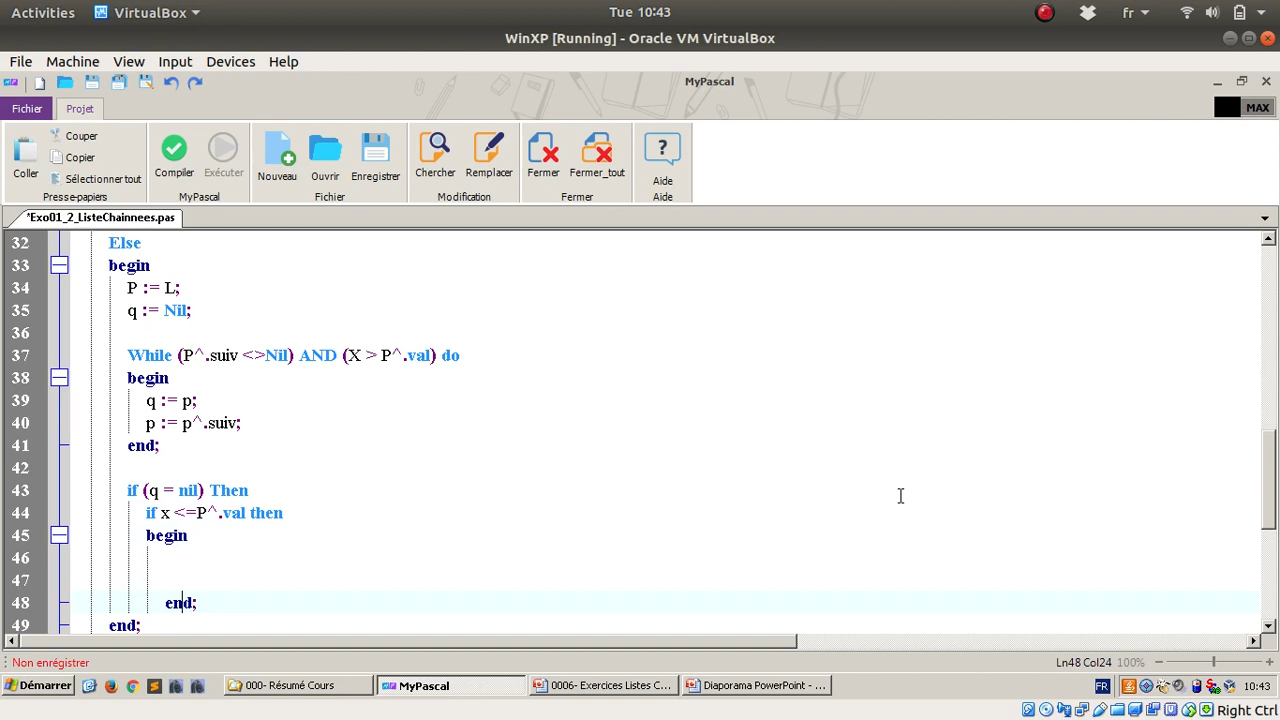 Activities VirtualBox Tue 10:43 fr
WinXP [Running] - Oracle VM VirtualBox
File Machine View Input Devices Help
MyPascal
Fichier Projet MAX
Coller Couper Copier Sélectionner tout
Compiler Exécuter
Nouveau Ouvrir Enregistrer
Chercher Remplacer
Fermer Fermer_tout
? Aide
Presse-papiers MyPascal Fichier Modification Fermer Aide
*Exo01_2_ListeChainnees.pas
32 Else
33 begin
34 P := L;
35 q := Nil;
36
37 While (P^.suiv <>Nil) AND (X > P^.val) do
38 begin
39 q := p;
40 p := p^.suiv;
41 end;
42
43 if (q = nil) Then
44 if x <=P^.val then
45 begin
46
47
48 end;
49 end;
Non enrégistrer Ln48 Col24 100%
Démarrer 000- Résumé Cours MyPascal 0006- Exercices Listes C... Diaporama PowerPoint - ... FR 10:43
Right Ctrl